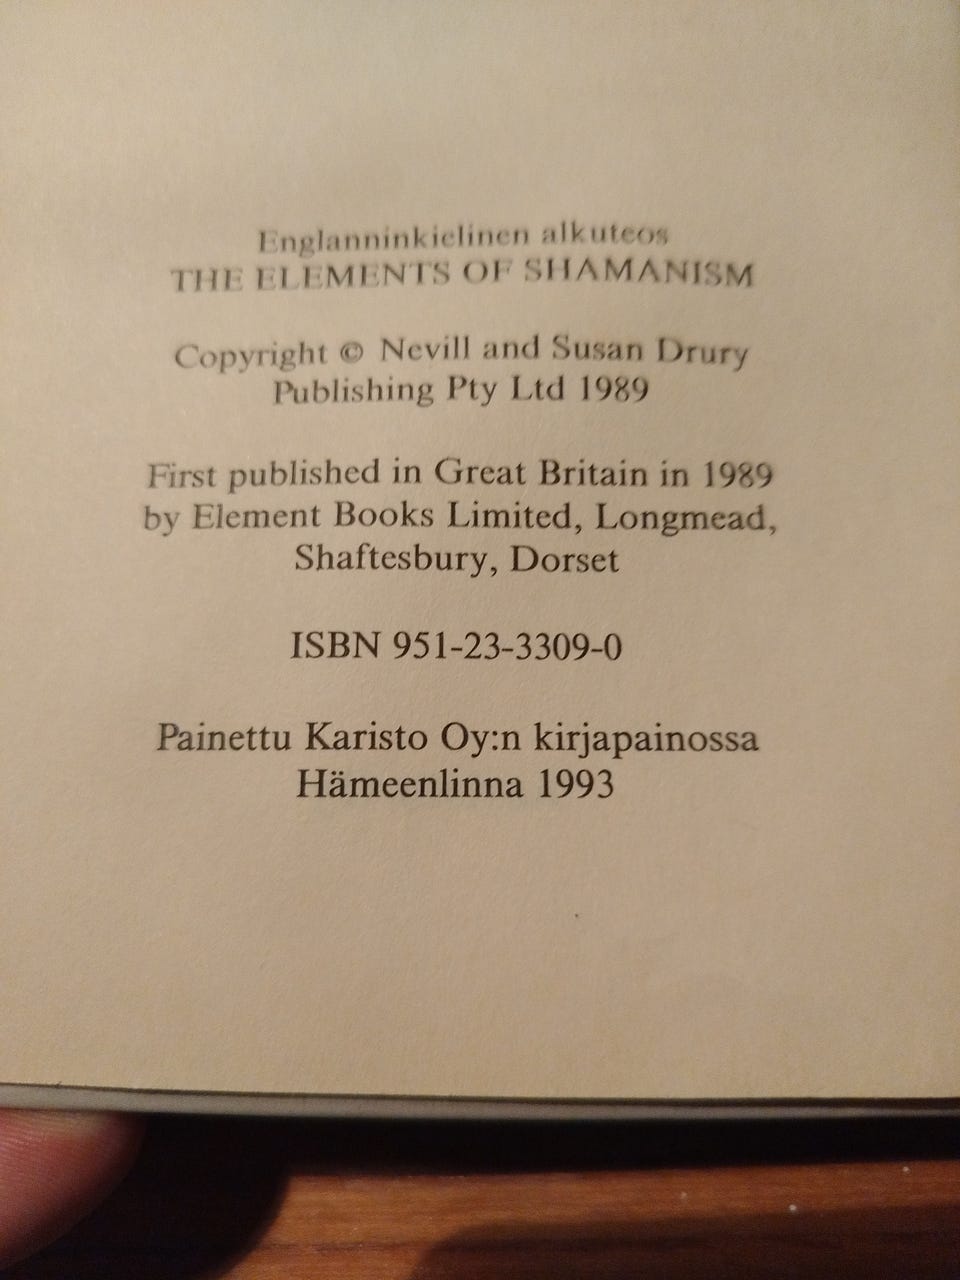 Englanninkielinen alkuteos
THE ELEMENTS OF SHAMANISM
Copyright © Nevill and Susan Drury
Publishing Pty Ltd 1989
First published in Great Britain in 1989
by Element Books Limited, Longmead,
Shaftesbury, Dorset
ISBN 951-23-3309-0
Painettu Karisto Oy:n kirjapainossa
Hämeenlinna 1993